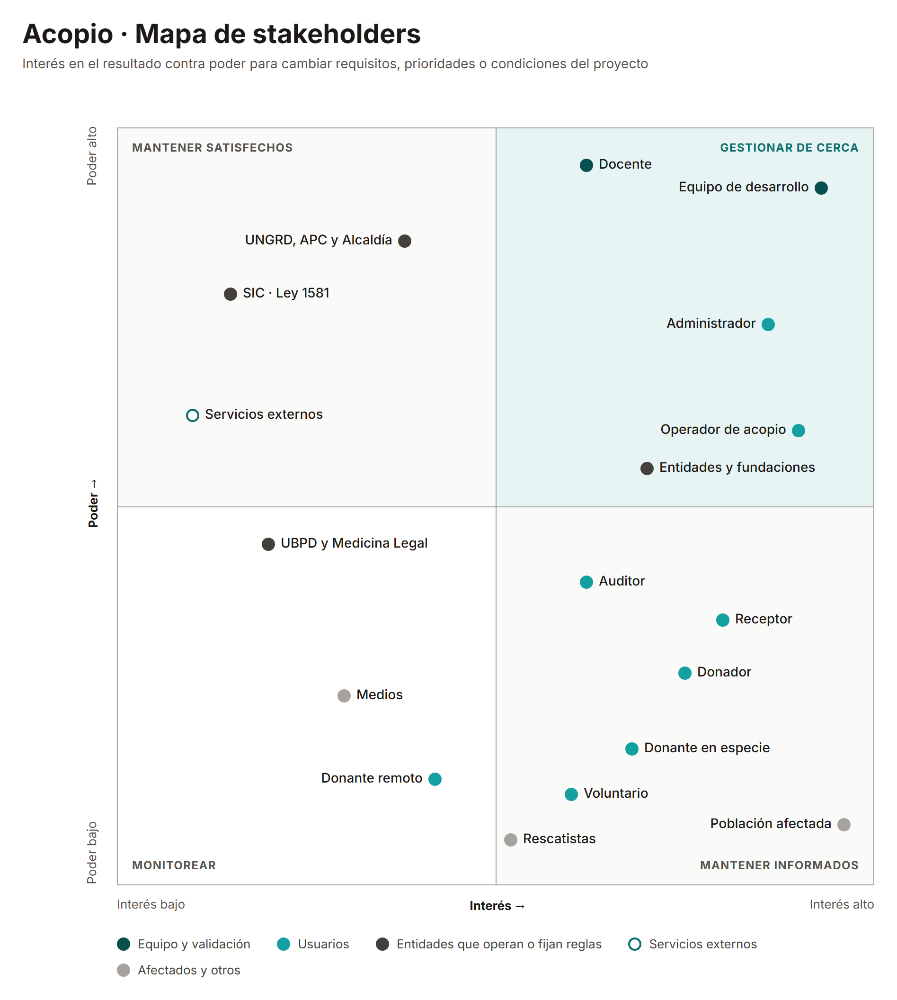 Acopio · Mapa de stakeholders
Interés en el resultado contra poder para cambiar requisitos, prioridades o condiciones del proyecto
Poder alto
MANTENER SATISFECHOS
GESTIONAR DE CERCA
Docente
Equipo de desarrollo
UNGRD, APC y Alcaldía
SIC · Ley 1581
Administrador
Servicios externos
Operador de acopio
Entidades y fundaciones
Poder →
UBPD y Medicina Legal
Auditor
Receptor
Donador
Medios
Donante en especie
Donante remoto
Voluntario
Población afectada
Rescatistas
Poder bajo
MONITOREAR
MANTENER INFORMADOS
Interés bajo
Interés →
Interés alto
Equipo y validación
Usuarios
Entidades que operan o fijan reglas
Servicios externos
Afectados y otros